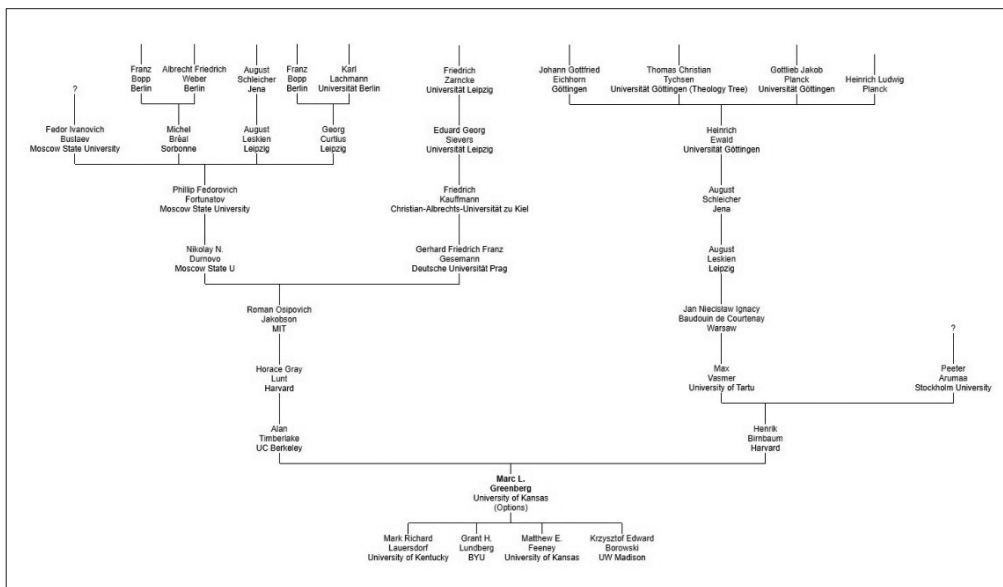 Franz
Bopp
Berlin
Albrecht Friedrich
Weber
Berlin
August
Schleicher
Jena
Franz
Bopp
Berlin
Karl
Lachmann
Universität Berlin
Friedrich
Zarncke
Universität Leipzig
Johann Gottfried
Eichhorn
Göttingen
Thomas Christian
Tychsen
Universität Göttingen (Theology Tree)
Gottlieb Jakob
Planck
Universität Göttingen
Heinrich Ludwig
Planck
?
Fedor Ivanovich
Buslaev
Moscow State University
Michel
Bréal
Sorbonne
August
Leskien
Leipzig
Georg
Curtius
Leipzig
Eduard Georg
Sievers
Universität Leipzig
Heinrich
Ewald
Universität Göttingen
Phillip Fedorovich
Fortunatov
Moscow State University
Friedrich
Kauffmann
Christian-Albrechts-Universität zu Kiel
August
Schleicher
Jena
Nikolay N.
Durnovo
Moscow State U
Gerhard Friedrich Franz
Gesemann
Deutsche Universität Prag
August
Leskien
Leipzig
Roman Osipovich
Jakobson
MIT
Jan Niecisław Ignacy
Baudouin de Courtenay
Warsaw
?
Horace Gray
Lunt
Harvard
Max
Vasmer
University of Tartu
Peeter
Arumaa
Stockholm University
Alan
Timberlake
UC Berkeley
Henrik
Birnbaum
Harvard
Marc L.
Greenberg
University of Kansas
(Options)
Mark Richard
Lauersdorf
University of Kentucky
Grant H.
Lundberg
BYU
Matthew E.
Feeney
University of Kansas
Krzysztof Edward
Borowski
UW Madison